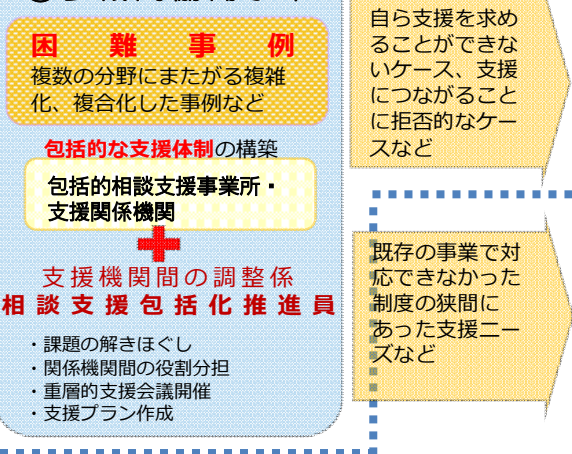 困難事例
複数の分野にまたがる複雑
化、複合化した事例など
包括的な支援体制の構築
包括的相談支援事業所・
支援関係機関
支援機関間の調整係
相談支援包括化推進員
・課題の解きほぐし
・関係機関間の役割分担
・重層的支援会議開催
・支援プラン作成
自ら支援を求め
ることができな
いケース、支援
につながること
に拒否的なケー
スなど
既存の事業で対
応できなかった
制度の狭間に
あった支援ニー
ズなど